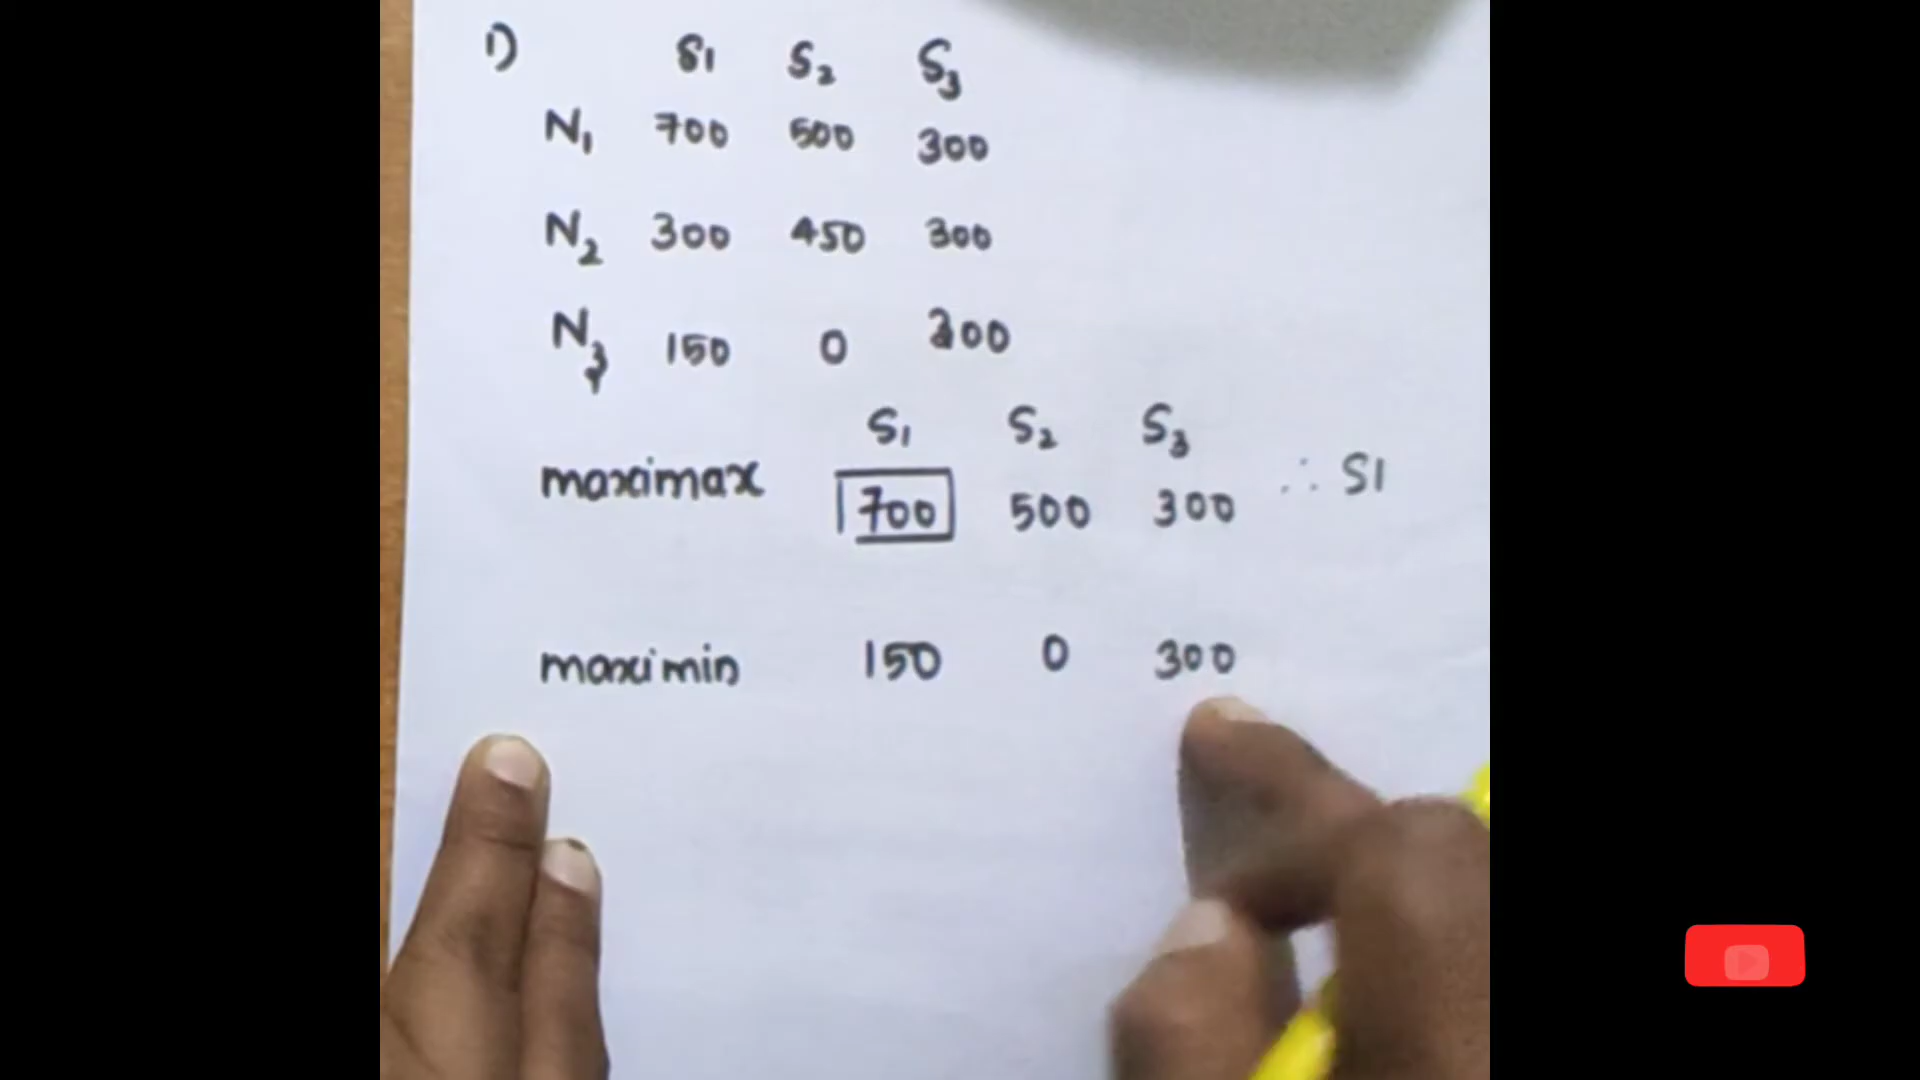 1) S1 S2 S3
N1 700 500 300
N2 300 450 300
N3 150 0 300
S1 S2 S3
maximax 700 500 300 ∴ S1
maximin 150 0 300